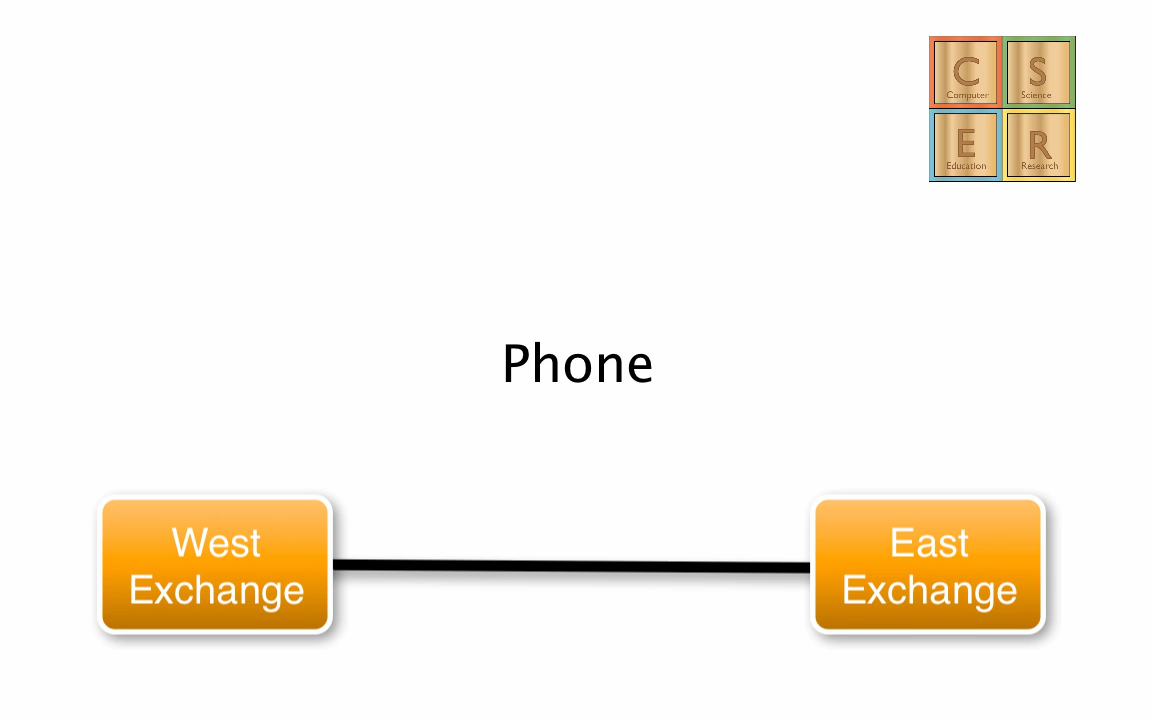 C S
Computer Science
E R
Education Research
Phone
West
Exchange
East
Exchange